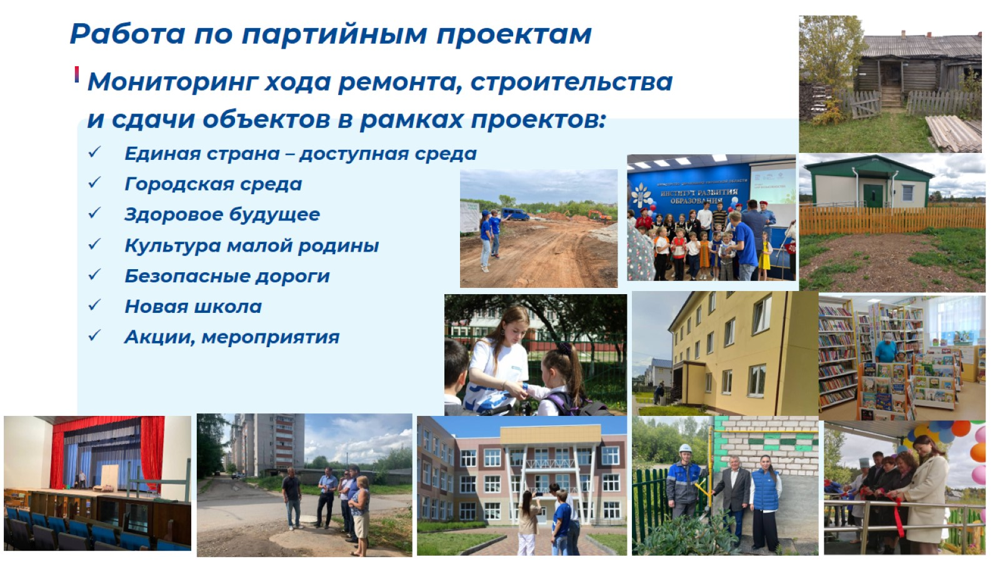 Работа по партийным проектам
Мониторинг хода ремонта, строительства
и сдачи объектов в рамках проектов:
✓ Единая страна – доступная среда
✓ Городская среда
✓ Здоровое будущее
✓ Культура малой родины
✓ Безопасные дороги
✓ Новая школа
✓ Акции, мероприятия
ИНСТИТУТ РАЗВИТИЯ
ОБРАЗОВАНИЯ